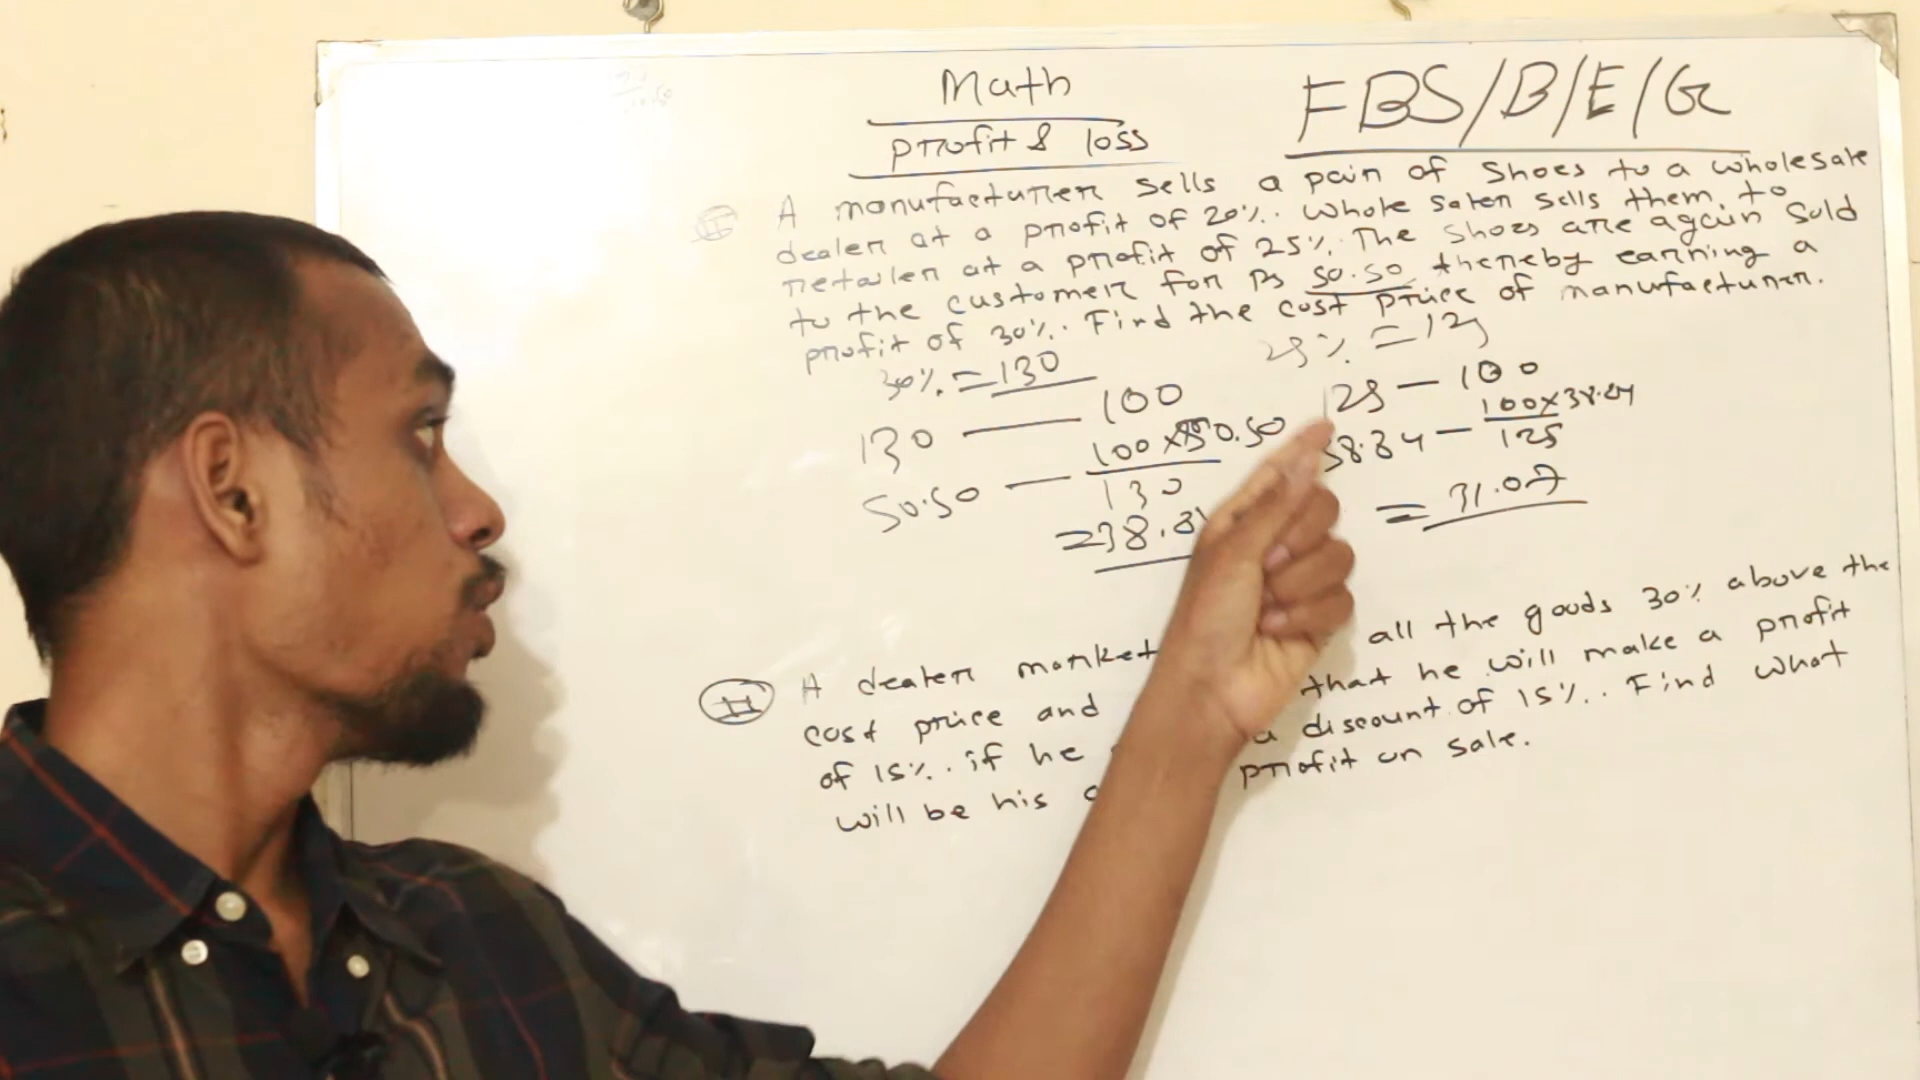 Math
profit & loss
FBS/B/E/G
I A manufacturer sells a pair of shoes to a wholesale
dealer at a profit of 20%. Whole saler sells them to
retailer at a profit of 25%. The shoes are again sold
to the customer for Rs 50.50 thereby earning a
profit of 30%. Find the cost price of manufacturer.
30% = 130
130 — 100
50.50 — 100 x 50.50
130
= 38.84
25% = 125
125 — 100
38.84 — 100 x 38.84
125
= 31.07
II A dealer market all the goods 30% above the
cost price and that he will make a profit
of 15%. if he a discount of 15%. Find what
will be his profit on sale.